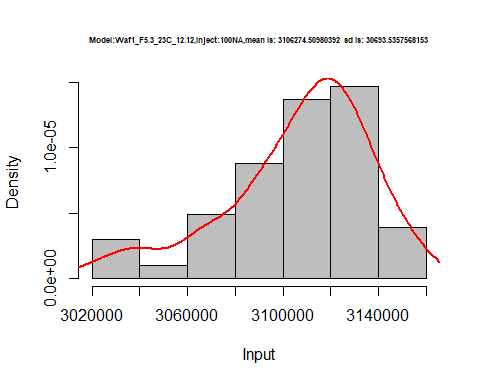 Model:Waf1_F5.3_23C_12.12,inject:100NA,mean is: 3106274.50980392 sd is: 30693.5357568153
Density
0.0e+00
1.0e-05
3020000 3060000 3100000 3140000
Input